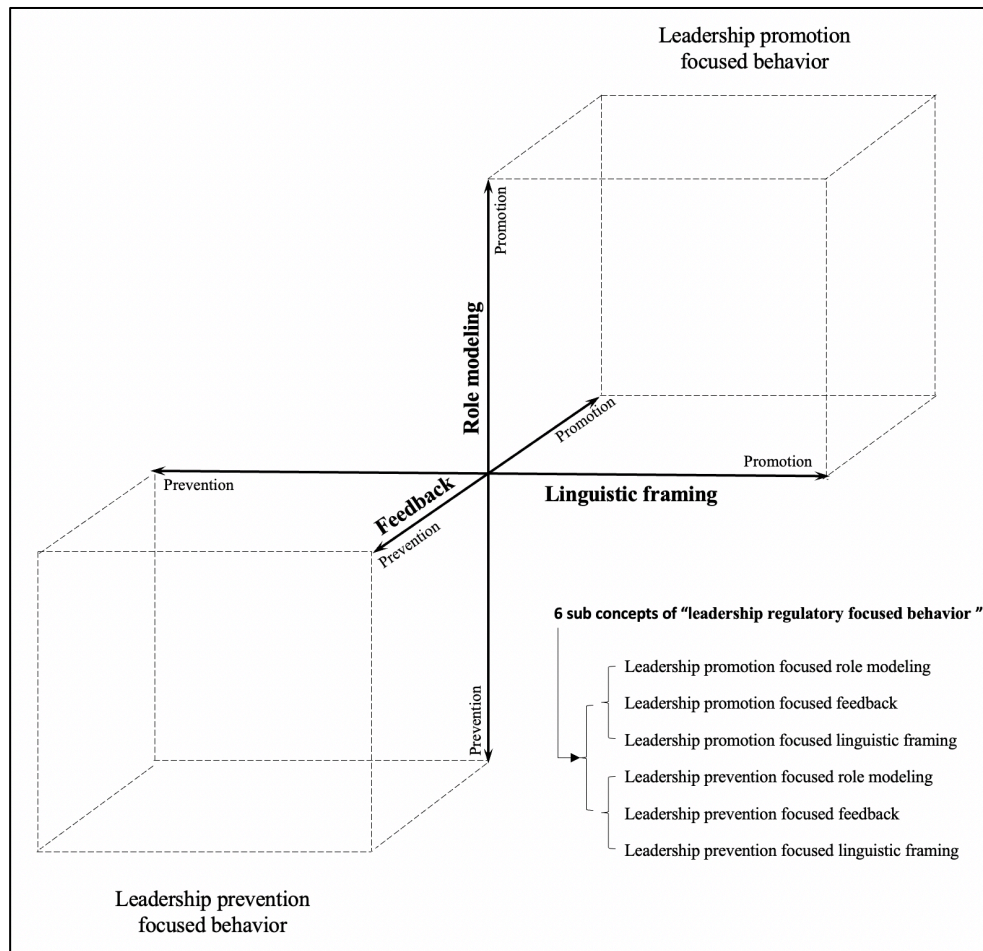 Leadership promotion
focused behavior
Promotion
Role modeling
Promotion
Promotion
Prevention
Linguistic framing
Feedback
Prevention
Prevention
6 sub concepts of “leadership regulatory focused behavior ”
Leadership promotion focused role modeling
Leadership promotion focused feedback
Leadership promotion focused linguistic framing
Leadership prevention focused role modeling
Leadership prevention focused feedback
Leadership prevention focused linguistic framing
Leadership prevention
focused behavior